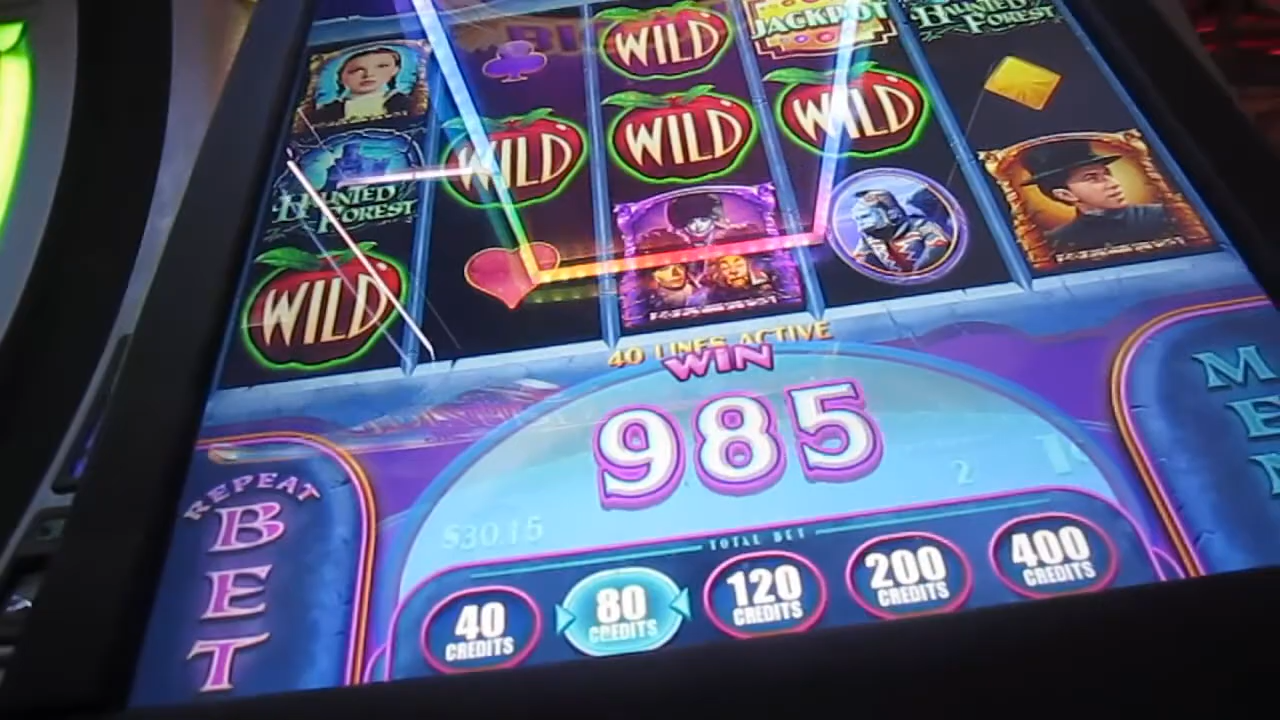 WILD
JACKPOT
HAUNTED FOREST
WILD
WILD
WILD
HAUNTED
FOREST
WILD
40 LINES ACTIVE
WIN
985
$30.15
2
TOTAL BET
REPEAT
BET
40
CREDITS
80
CREDITS
120
CREDITS
200
CREDITS
400
CREDITS